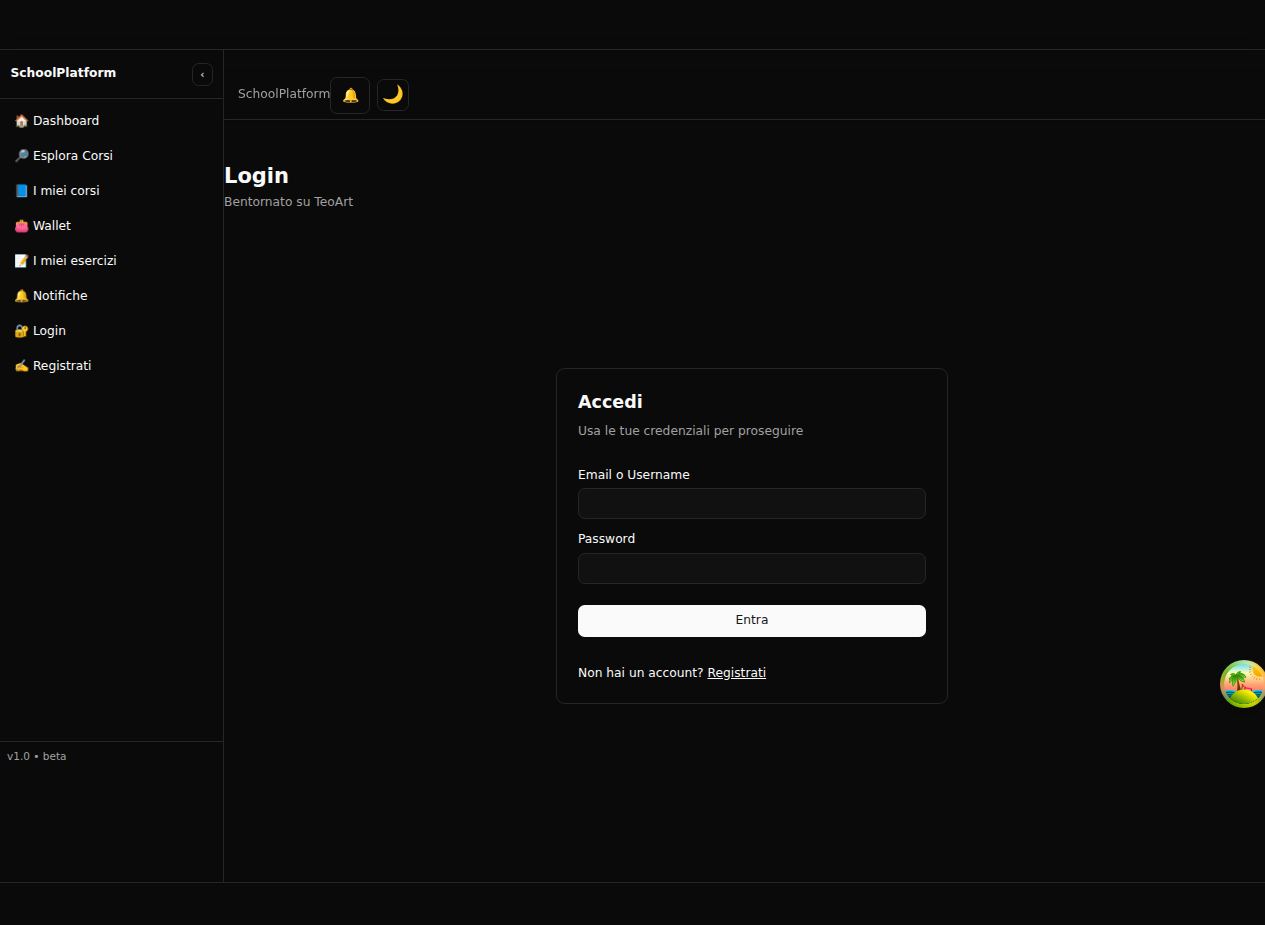 SchoolPlatform
‹
🏠 Dashboard
🔎 Esplora Corsi
📘 I miei corsi
👛 Wallet
📝 I miei esercizi
🔔 Notifiche
🔐 Login
✍️ Registrati
v1.0 • beta
SchoolPlatform
Login
Bentornato su TeoArt
Accedi
Usa le tue credenziali per proseguire
Email o Username
Password
Entra
Non hai un account? Registrati